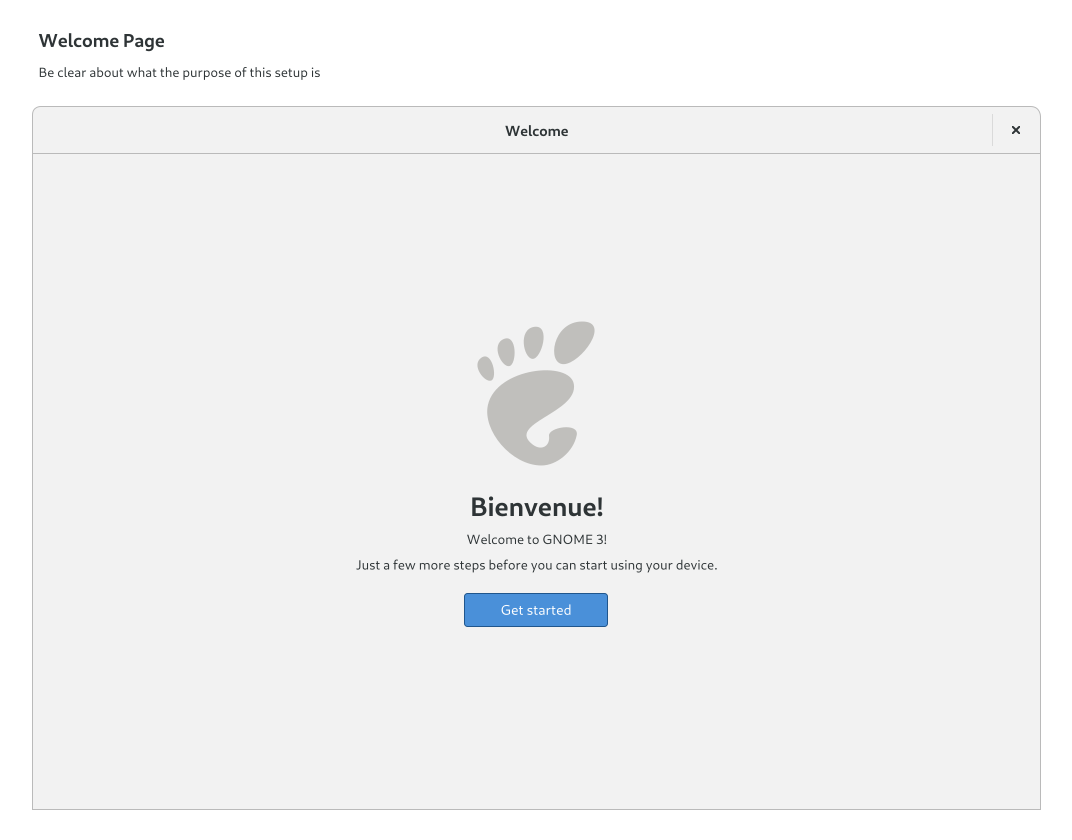 Welcome Page
Be clear about what the purpose of this setup is
Welcome
Bienvenue!
Welcome to GNOME 3!
Just a few more steps before you can start using your device.
Get started